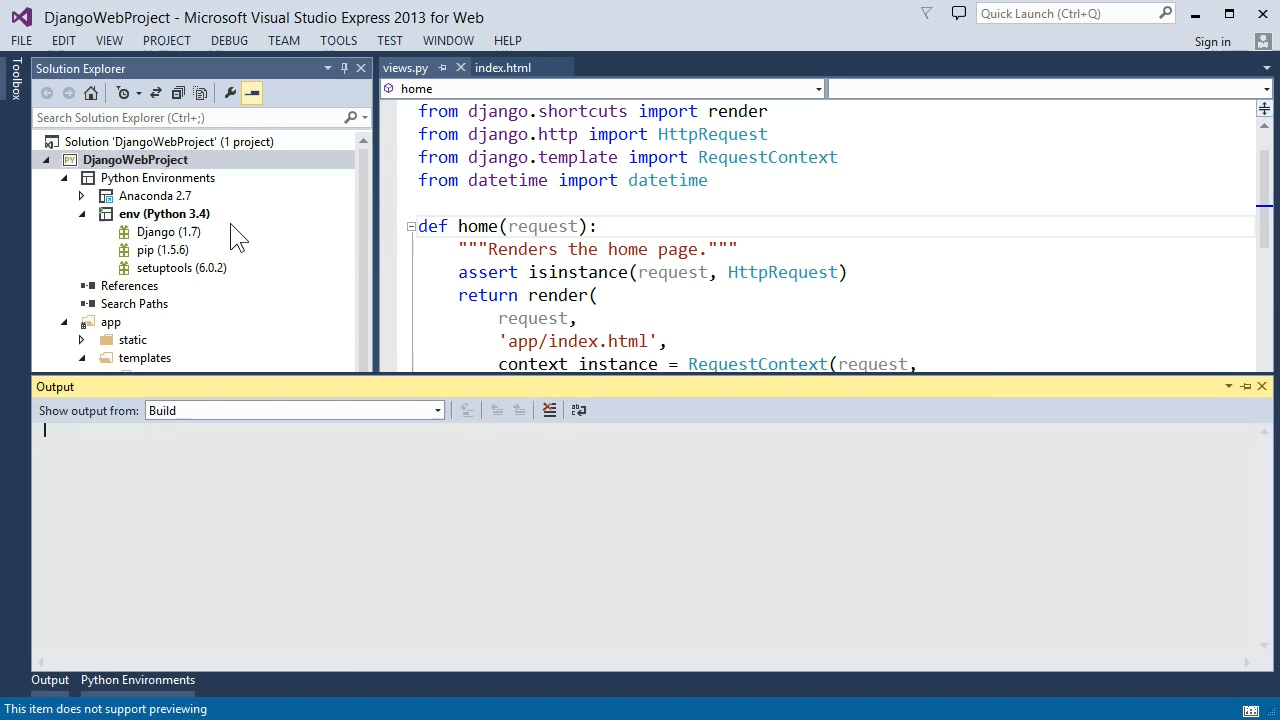 DjangoWebProject - Microsoft Visual Studio Express 2013 for Web
Quick Launch (Ctrl+Q)
FILE EDIT VIEW PROJECT DEBUG TEAM TOOLS TEST WINDOW HELP
Sign in
Toolbox
Solution Explorer
Search Solution Explorer (Ctrl+;)
Solution 'DjangoWebProject' (1 project)
PY DjangoWebProject
Python Environments
Anaconda 2.7
env (Python 3.4)
Django (1.7)
pip (1.5.6)
setuptools (6.0.2)
References
Search Paths
app
static
templates
views.py index.html
home
from django.shortcuts import render
from django.http import HttpRequest
from django.template import RequestContext
from datetime import datetime
def home(request):
"""Renders the home page."""
assert isinstance(request, HttpRequest)
return render(
request,
'app/index.html',
context_instance = RequestContext(request,
Output
Show output from: Build
Output Python Environments
This item does not support previewing